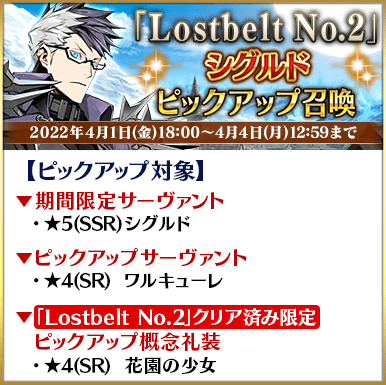 「Lostbelt No.2」
シグルド
ピックアップ召喚
2022年4月1日(金)18:00~4月4日(月)12:59まで
【ピックアップ対象】
▼期間限定サーヴァント
・★5(SSR)シグルド
▼ピックアップサーヴァント
・★4(SR) ワルキューレ
▼「Lostbelt No.2」クリア済み限定
ピックアップ概念礼装
・★4(SR) 花園の少女